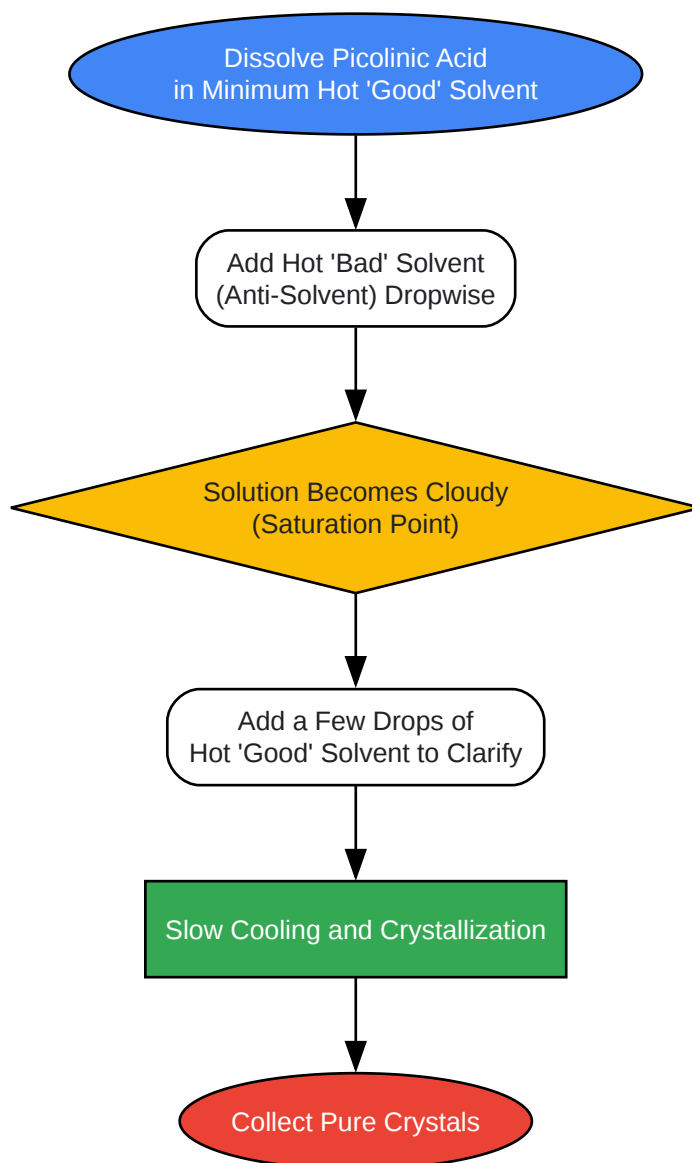 Dissolve Picolinic Acid
in Minimum Hot 'Good' Solvent
Add Hot 'Bad' Solvent
(Anti-Solvent) Dropwise
Solution Becomes Cloudy
(Saturation Point)
Add a Few Drops of
Hot 'Good' Solvent to Clarify
Slow Cooling and Crystallization
Collect Pure Crystals